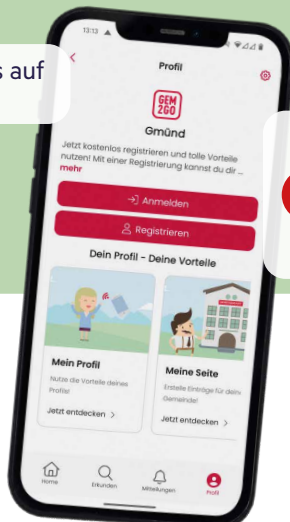 s auf
13:13
Profil
GEM
2GO
Gmünd
Jetzt kostenlos registrieren und tolle Vorteile
nutzen! Mit einer Registrierung kannst du dir ...
mehr
Anmelden
Registrieren
Dein Profil - Deine Vorteile
Mein Profil
Nutze die Vorteile deines
Profils!
Jetzt entdecken >
Meine Seite
Erstelle Einträge für deine
Gemeinde!
Jetzt entdecken >
Home
Erkunden
Mitteilungen
Profil